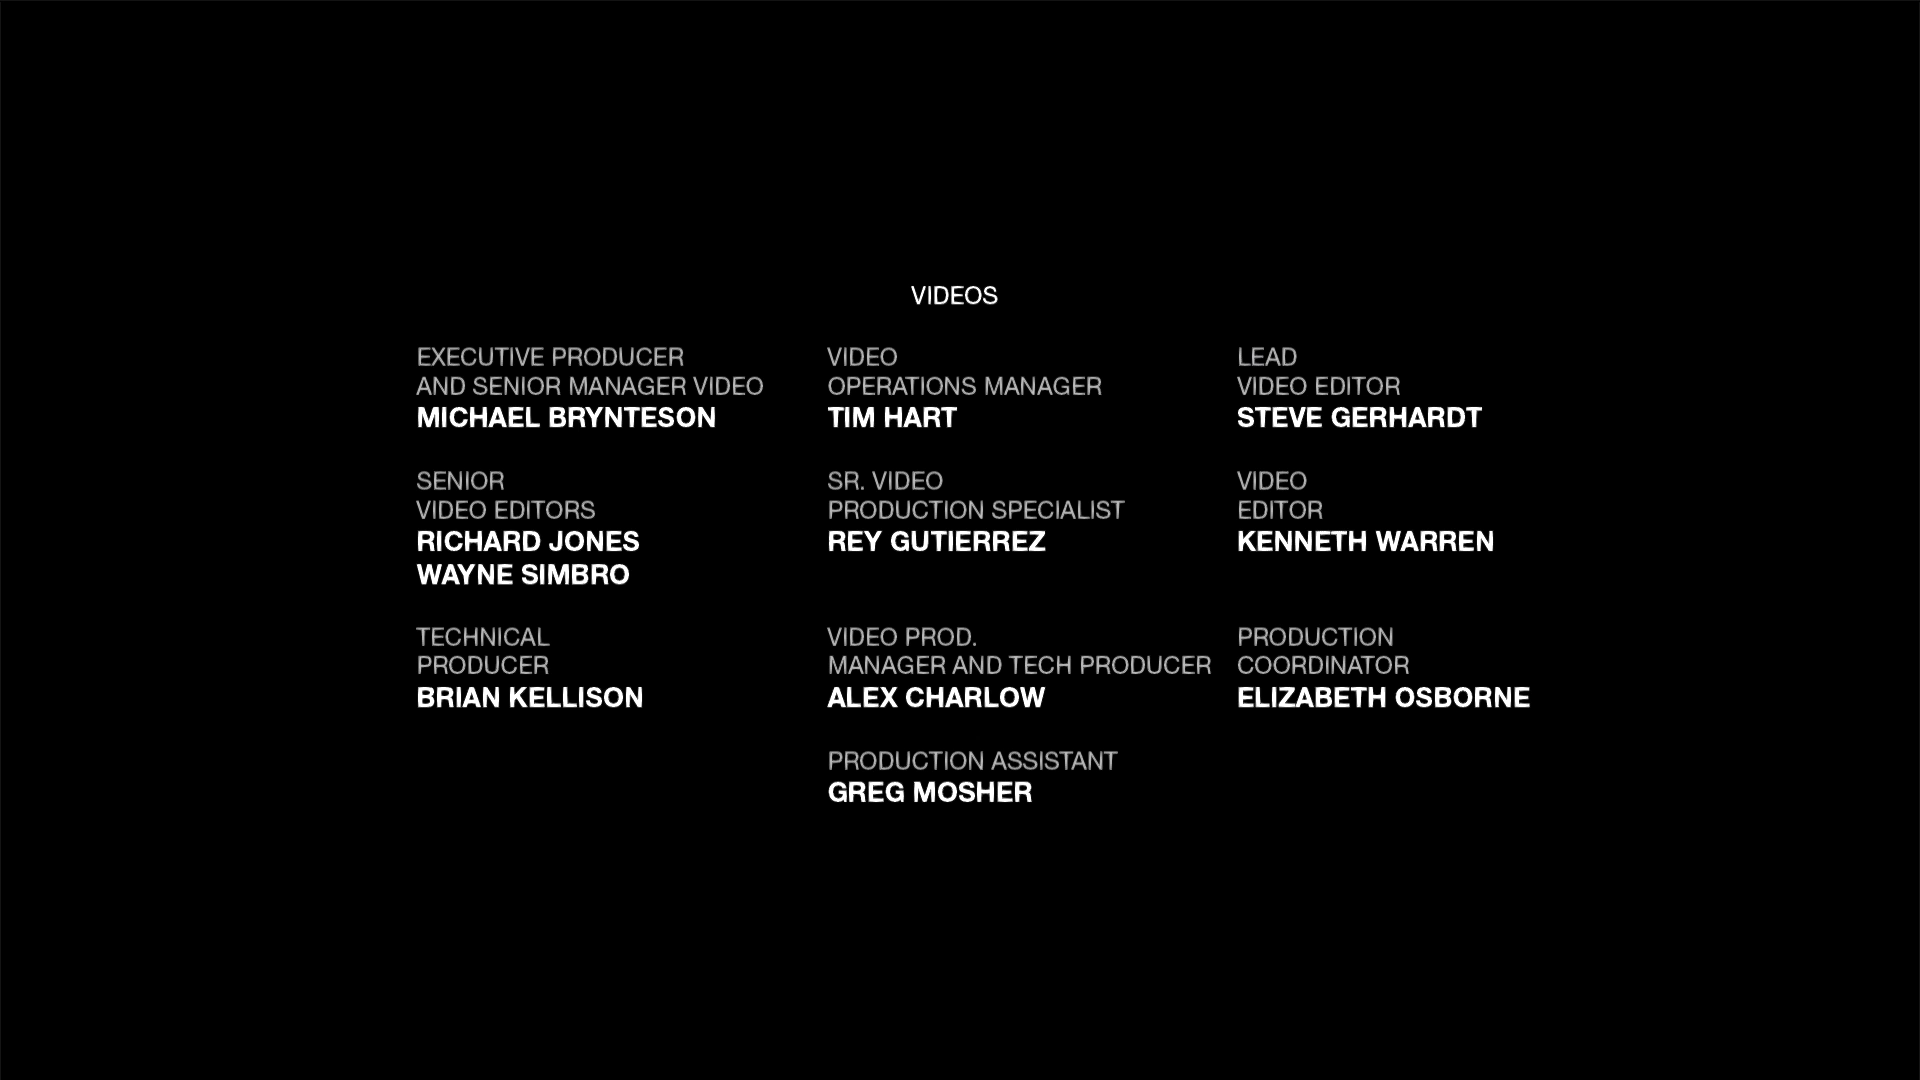 VIDEOS
EXECUTIVE PRODUCER
AND SENIOR MANAGER VIDEO
MICHAEL BRYNTESON
VIDEO
OPERATIONS MANAGER
TIM HART
LEAD
VIDEO EDITOR
STEVE GERHARDT
SENIOR
VIDEO EDITORS
RICHARD JONES
WAYNE SIMBRO
SR. VIDEO
PRODUCTION SPECIALIST
REY GUTIERREZ
VIDEO
EDITOR
KENNETH WARREN
TECHNICAL
PRODUCER
BRIAN KELLISON
VIDEO PROD.
MANAGER AND TECH PRODUCER
ALEX CHARLOW
PRODUCTION
COORDINATOR
ELIZABETH OSBORNE
PRODUCTION ASSISTANT
GREG MOSHER